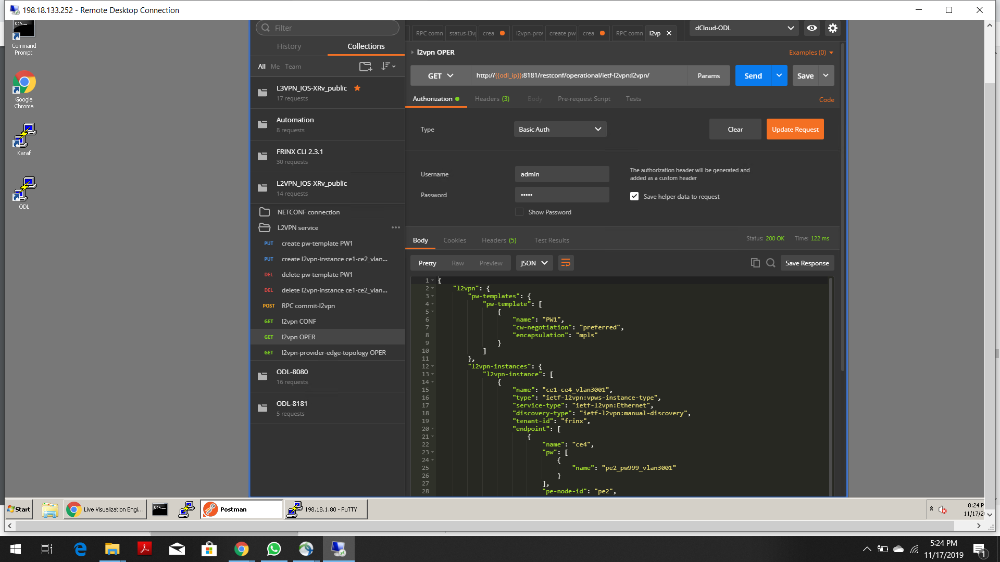 198.18.133.252 - Remote Desktop Connection
Command
Prompt
Google
Chrome
Karaf
ODL
Filter
History
Collections
All
Me
Team
L3VPN_IOS-XRv_public
17 requests
Automation
8 requests
FRINX CLI 2.3.1
30 requests
L2VPN_IOS-XRv_public
14 requests
NETCONF connection
L2VPN service
PUT create pw-template PW1
PUT create l2vpn-instance ce1-ce2_vlan...
DEL delete pw-template PW1
DEL delete l2vpn-instance ce1-ce2_vlan...
POST RPC commit-l2vpn
GET l2vpn CONF
GET l2vpn OPER
GET l2vpn-provider-edge-topology OPER
ODL-8080
16 requests
ODL-8181
5 requests
RPC comn
status-l3v
crea
l2vpn-pro
create pw
crea
RPC comn
l2vp
dCloud-ODL
l2vpn OPER
Examples (0)
GET
http://{{odl_ip}}:8181/restconf/operational/ietf-l2vpn:l2vpn/
Params
Send
Save
Authorization
Headers (3)
Body
Pre-request Script
Tests
Code
Type
Basic Auth
Clear
Update Request
Username
admin
The authorization header will be generated and
added as a custom header
Password
•••••
Save helper data to request
Show Password
Body
Cookies
Headers (5)
Test Results
Status: 200 OK
Time: 122 ms
Pretty
Raw
Preview
JSON
Save Response
1 {
2 "l2vpn": {
3 "pw-templates": {
4 "pw-template": [
5 {
6 "name": "PW1",
7 "cw-negotiation": "preferred",
8 "encapsulation": "mpls"
9 }
10 ]
11 },
12 "l2vpn-instances": {
13 "l2vpn-instance": [
14 {
15 "name": "ce1-ce4_vlan3001",
16 "type": "ietf-l2vpn:vpws-instance-type",
17 "service-type": "ietf-l2vpn:Ethernet",
18 "discovery-type": "ietf-l2vpn:manual-discovery",
19 "tenant-id": "frinx",
20 "endpoint": [
21 {
22 "name": "ce4",
23 "pw": [
24 {
25 "name": "pe2_pw999_vlan3001"
26 }
27 ],
28 "pe-node-id": "pe2",
Start
Live Visualization Engi...
Postman
198.18.1.80 - PuTTY
8:24 P
11/17/20
5:24 PM
11/17/2019
1